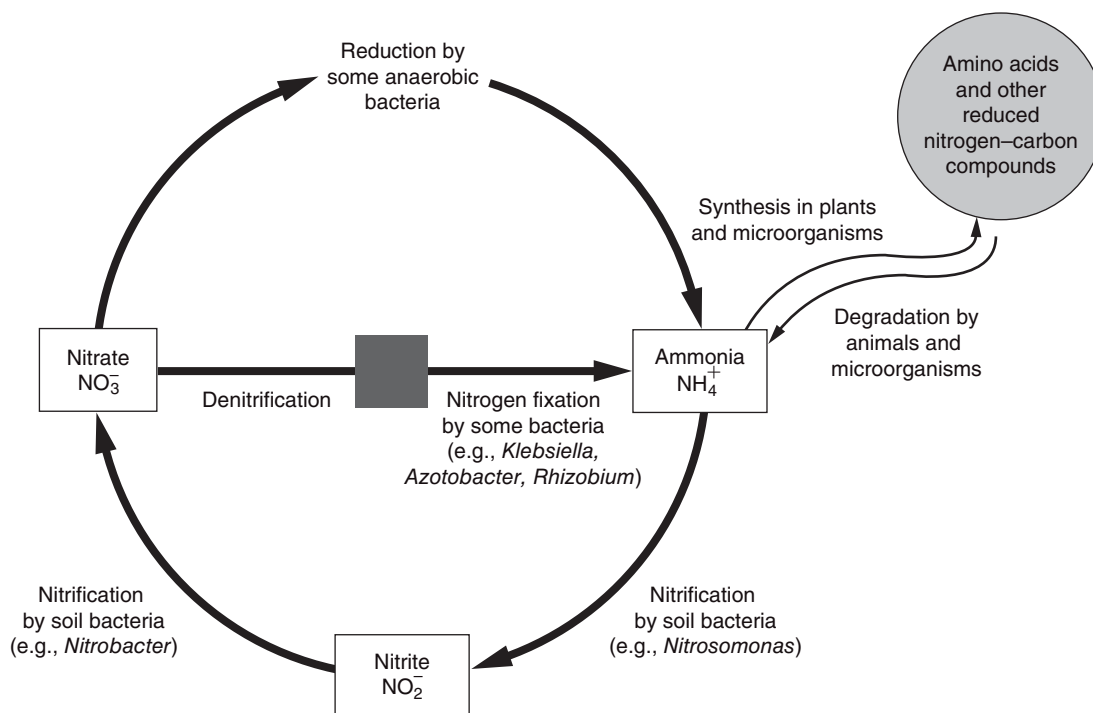 Reduction by
some anaerobic
bacteria
Amino acids
and other
reduced
nitrogen–carbon
compounds
Synthesis in plants
and microorganisms
Degradation by
animals and
microorganisms
Nitrate
NO₃⁻
Denitrification
Nitrogen fixation
by some bacteria
(e.g., Klebsiella,
Azotobacter, Rhizobium)
Ammonia
NH₄⁺
Nitrification
by soil bacteria
(e.g., Nitrobacter)
Nitrite
NO₂⁻
Nitrification
by soil bacteria
(e.g., Nitrosomonas)